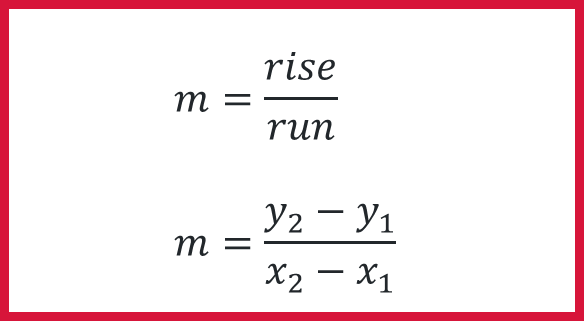 m = rise/run
m = (y₂ − y₁)/(x₂ − x₁)